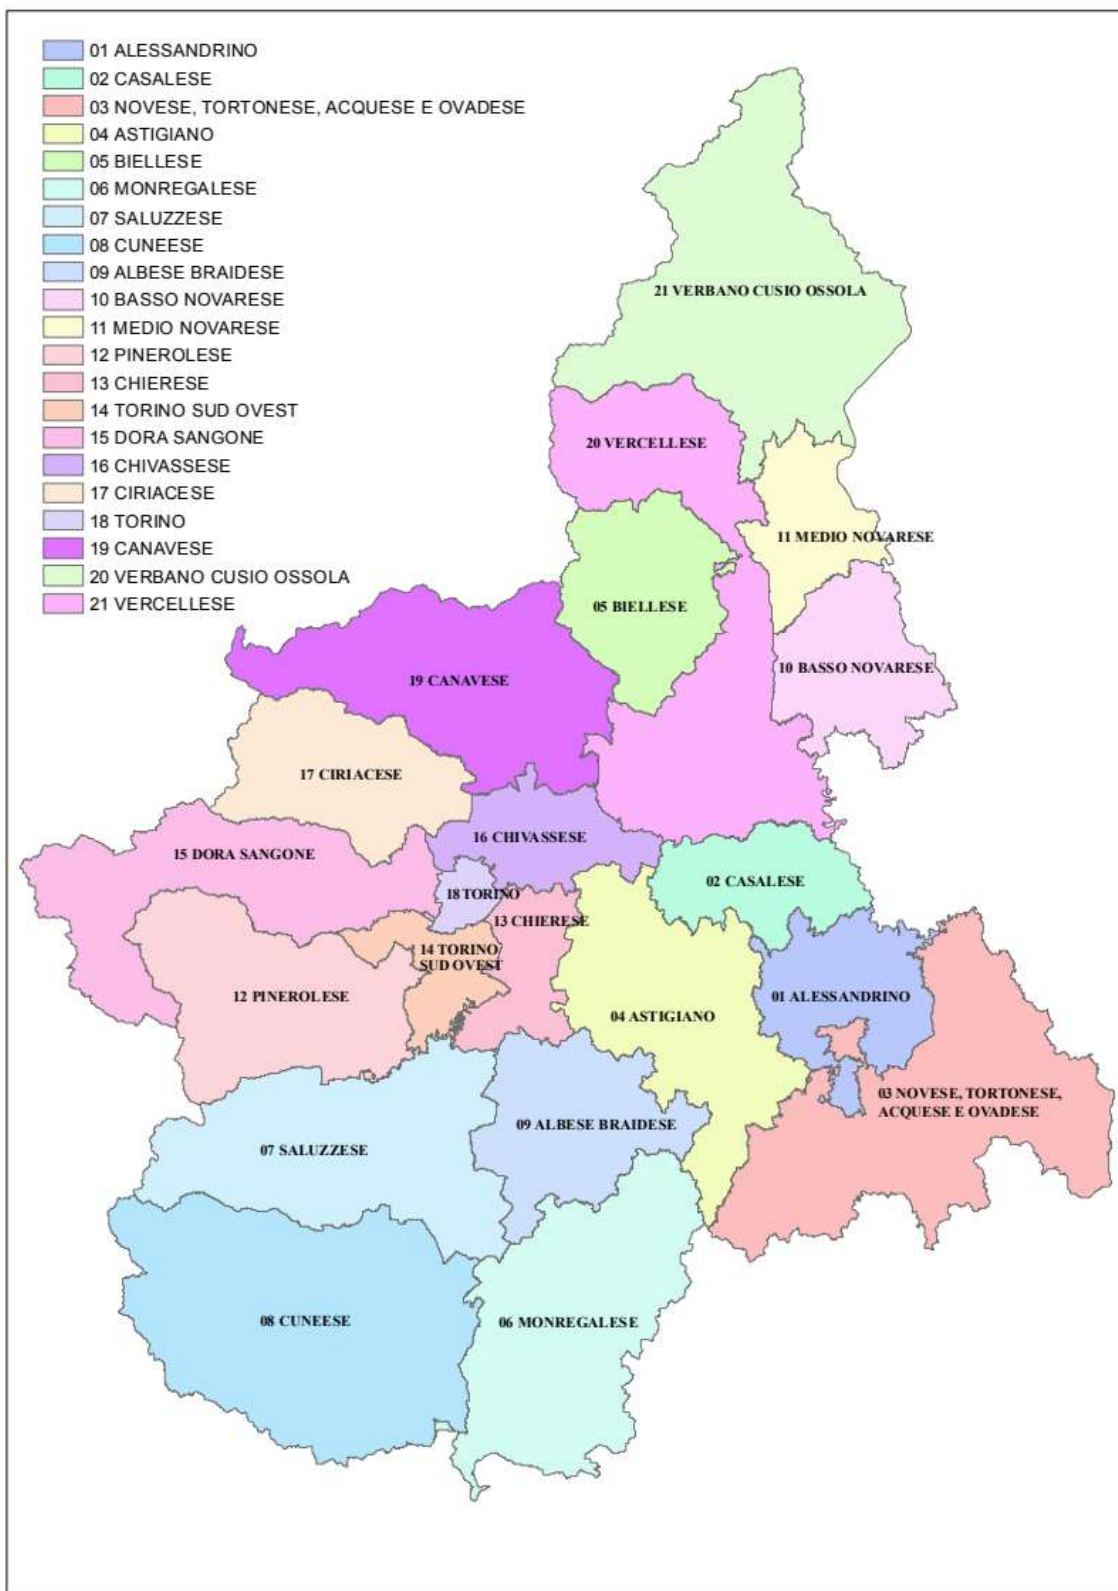 01 ALESSANDRINO
02 CASALESE
03 NOVESE, TORTONESE, ACQUESE E OVADESE
04 ASTIGIANO
05 BIELLESE
06 MONREGALESE
07 SALUZZESE
08 CUNEESE
09 ALBESE BRAIDESE
10 BASSO NOVARESE
11 MEDIO NOVARESE
12 PINEROLESE
13 CHIERESE
14 TORINO SUD OVEST
15 DORA SANGONE
16 CHIVASSESE
17 CIRIACESE
18 TORINO
19 CANAVESE
20 VERBANO CUSIO OSSOLA
21 VERCELLESE
21 VERBANO CUSIO OSSOLA
20 VERCELLESE
11 MEDIO NOVARESE
05 BIELLESE
10 BASSO NOVARESE
19 CANAVESE
17 CIRIACESE
16 CHIVASSESE
15 DORA SANGONE
02 CASALESE
18 TORINO
13 CHIERESE
14 TORINO
SUD OVEST
12 PINEROLESE
01 ALESSANDRINO
04 ASTIGIANO
03 NOVESE, TORTONESE,
ACQUESE E OVADESE
09 ALBESE BRAIDESE
07 SALUZZESE
08 CUNEESE
06 MONREGALESE